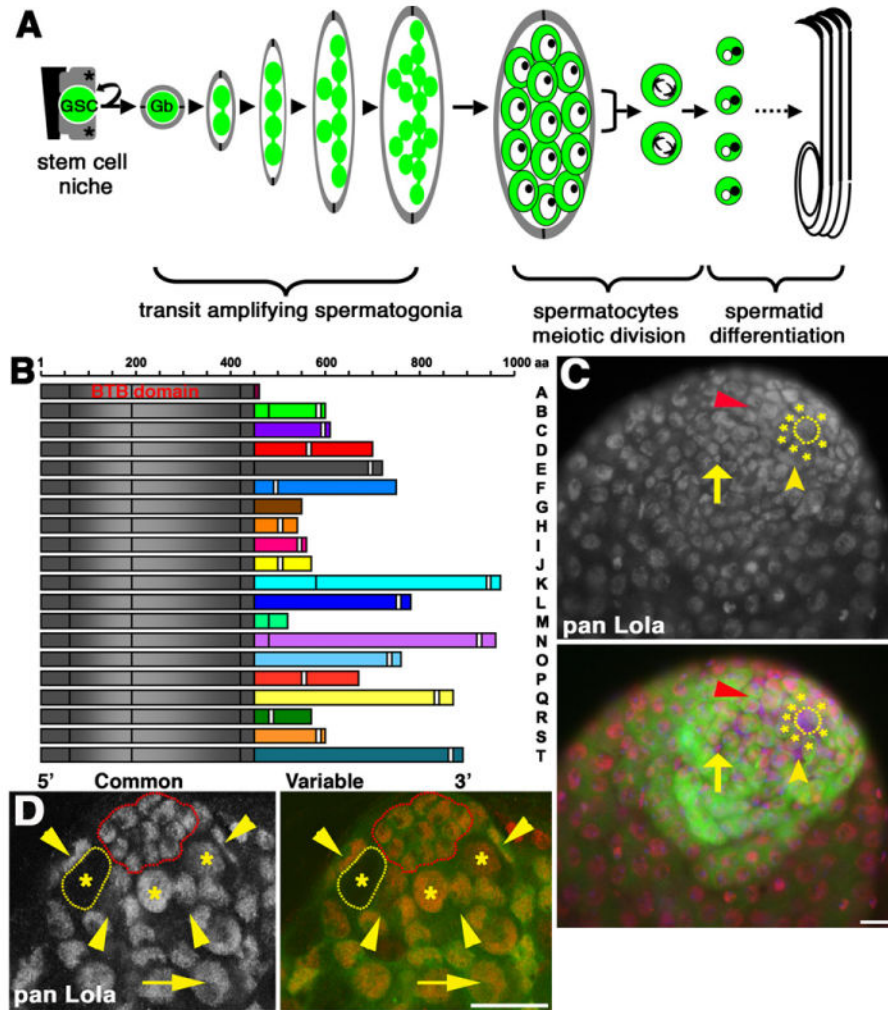 A
GSC
Gb
stem cell
niche
transit amplifying spermatogonia
spermatocytes
meiotic division
spermatid
differentiation
B
1 200 400 600 800 1000 aa
BTB domain
A
B
C
D
E
F
G
H
I
J
K
L
M
N
O
P
Q
R
S
T
5’ Common Variable 3’
C
pan Lola
D
pan Lola